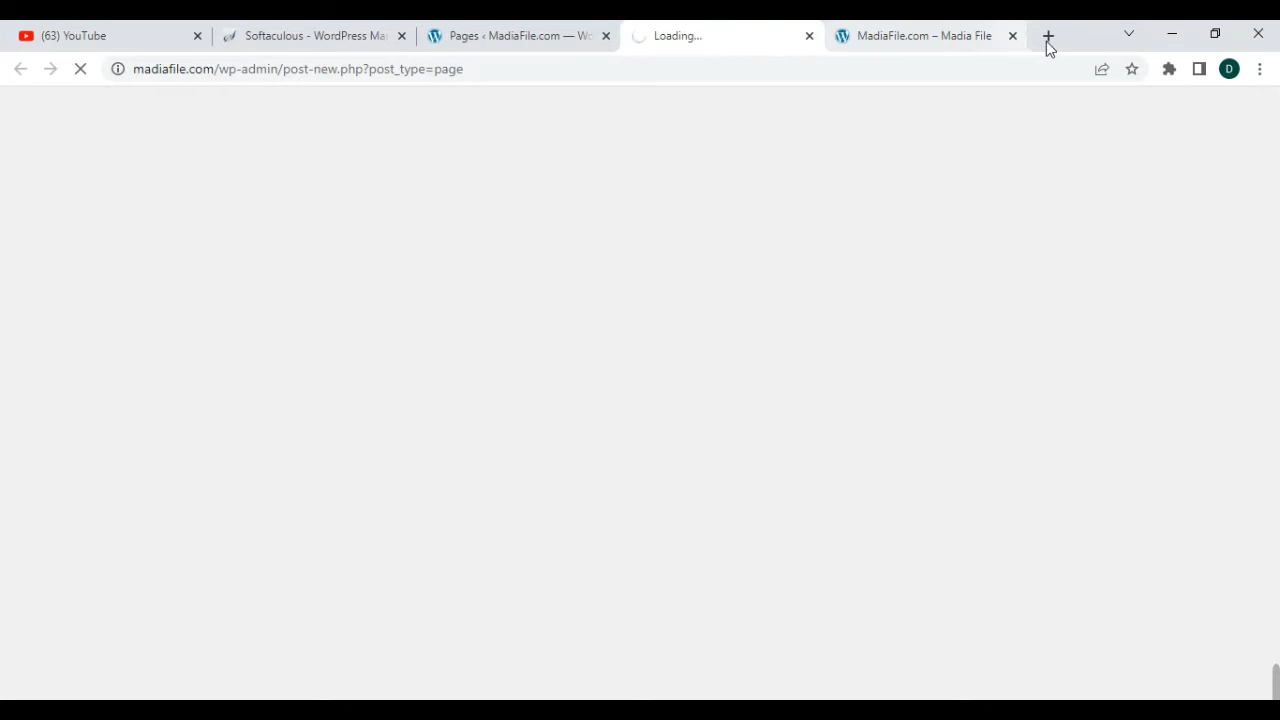 (63) YouTube
Softaculous - WordPress Ma
Pages ‹ MadiaFile.com — Wo
Loading...
MadiaFile.com – Madia File
madiafile.com/wp-admin/post-new.php?post_type=page
D